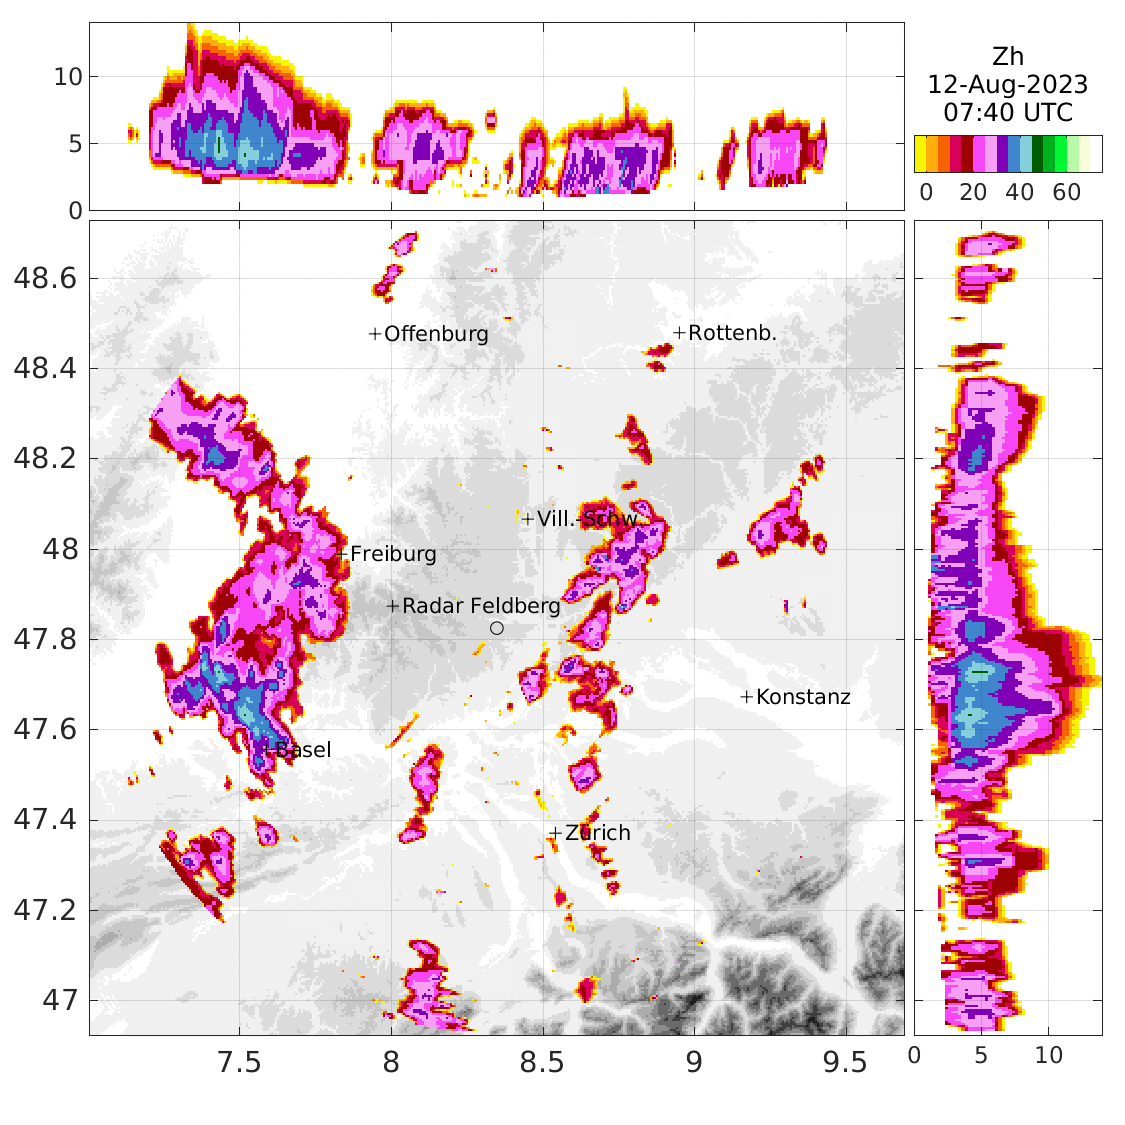 10
5
0
Zh
12-Aug-2023
07:40 UTC
0 20 40 60
48.6
48.4
48.2
48
47.8
47.6
47.4
47.2
47
+Offenburg
+Rottenb.
+Vill.-Schw.
+Freiburg
+Radar Feldberg
+Konstanz
+Basel
+Zürich
7.5 8 8.5 9 9.5
0 5 10